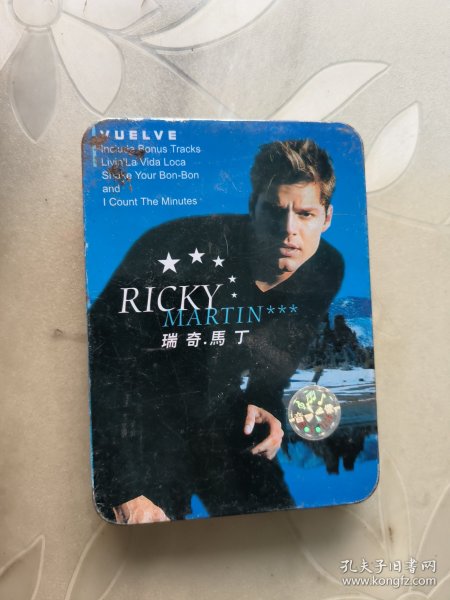 VUELVE
Include Bonus Tracks
Livin'La Vida Loca
Shake Your Bon-Bon
and
I Count The Minutes
RICKY
MARTIN***
瑞奇.馬丁
孔夫子旧书网
www.kongfz.com